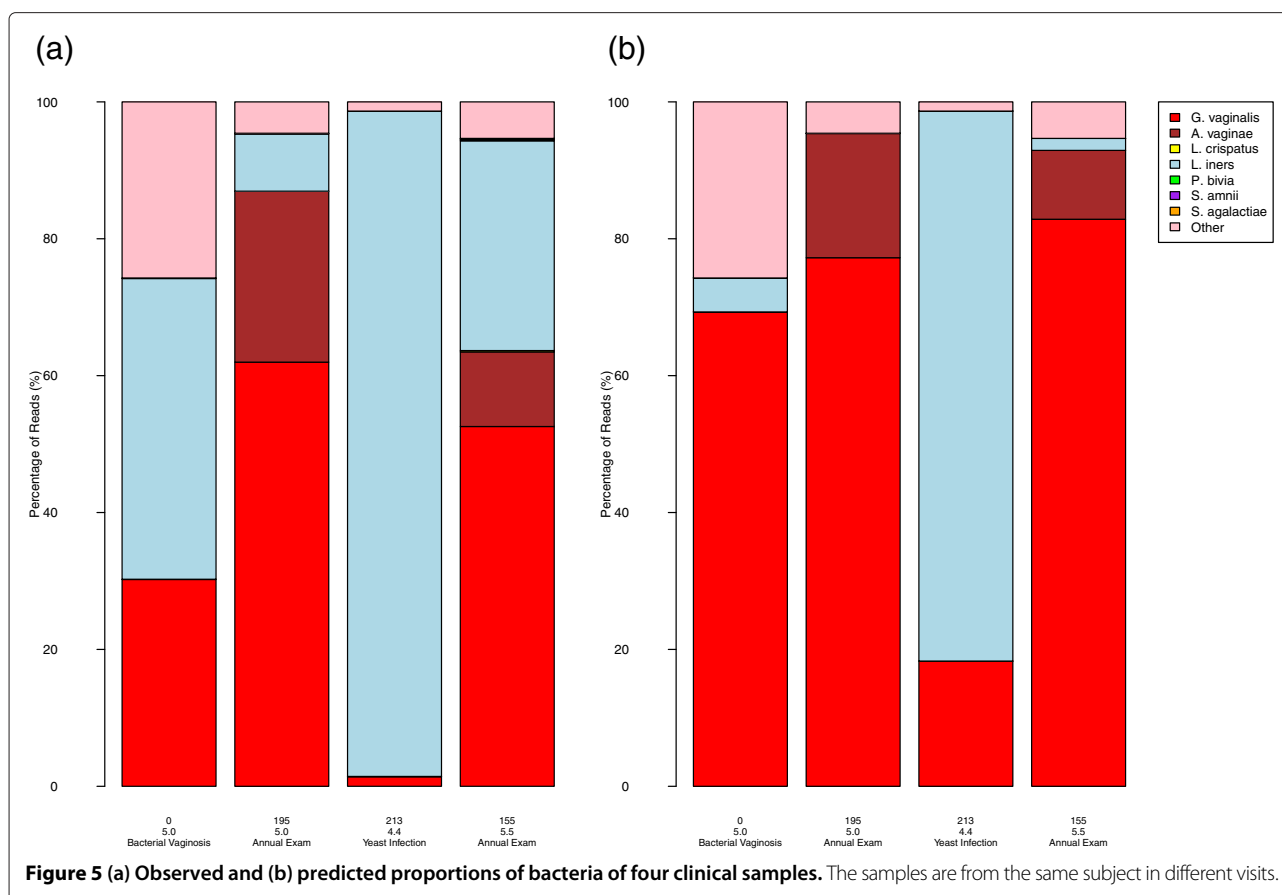 (a)
(b)
Percentage of Reads (%)
100
80
60
40
20
0
0
5.0
Bacterial Vaginosis
195
5.0
Annual Exam
213
4.4
Yeast Infection
155
5.5
Annual Exam
Percentage of Reads (%)
100
80
60
40
20
0
0
5.0
Bacterial Vaginosis
195
5.0
Annual Exam
213
4.4
Yeast Infection
155
5.5
Annual Exam
G. vaginalis
A. vaginae
L. crispatus
L. iners
P. bivia
S. amnii
S. agalactiae
Other
Figure 5 (a) Observed and (b) predicted proportions of bacteria of four clinical samples. The samples are from the same subject in different visits.